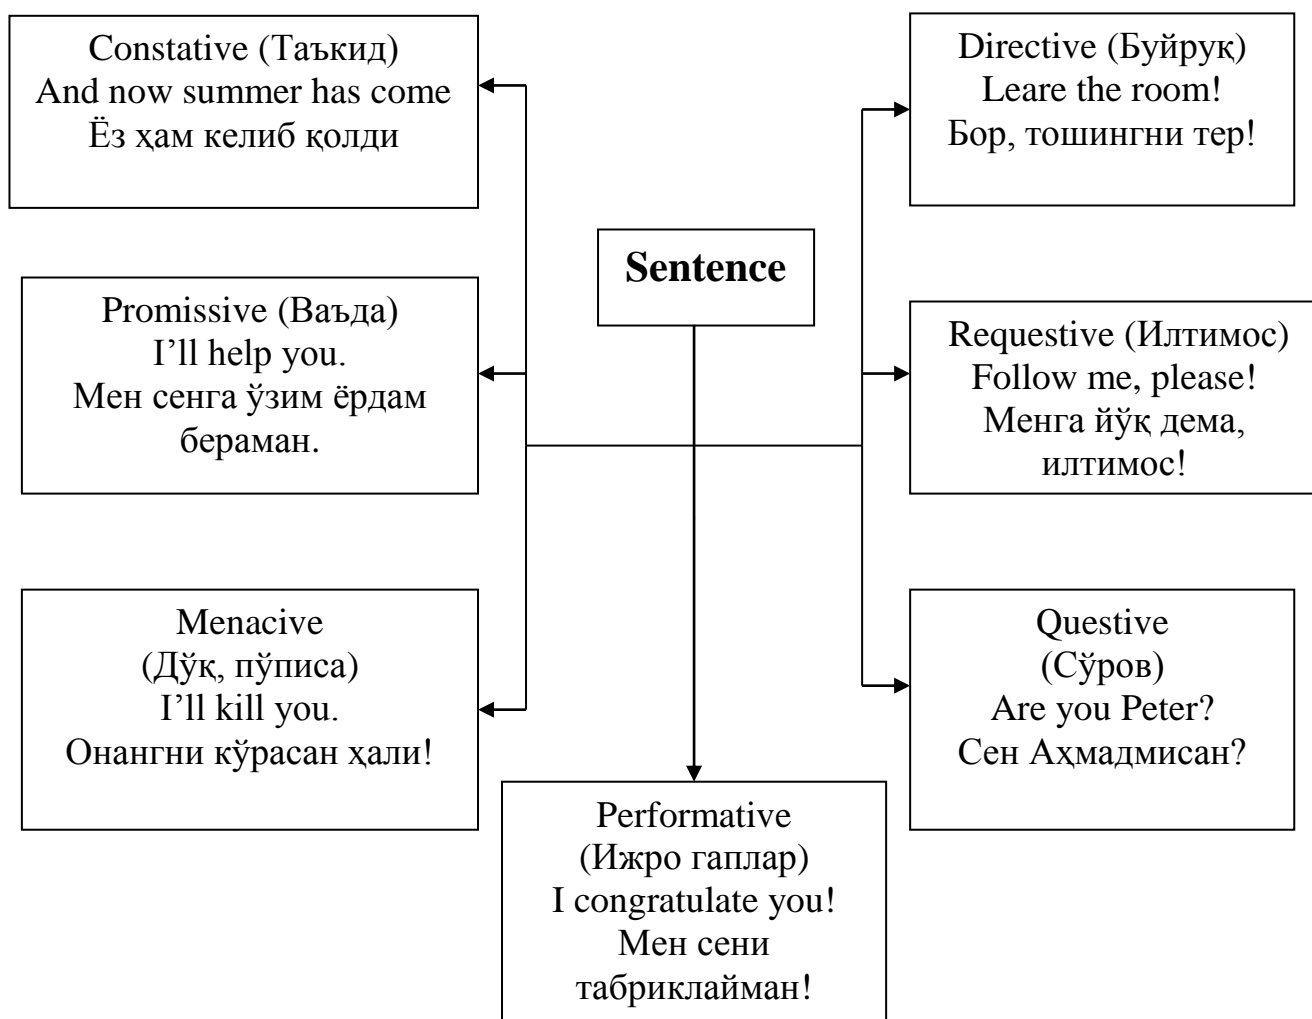 Constative (Таъкид)
And now summer has come
Ёз ҳам келиб қолди
Directive (Буйруқ)
Leare the room!
Бор, тошингни тер!
Sentence
Promissive (Ваъда)
I’ll help you.
Мен сенга ўзим ёрдам
бераман.
Requestive (Илтимос)
Follow me, please!
Менга йўқ дема,
илтимос!
Menacive
(Дўқ, пўписа)
I’ll kill you.
Онангни кўрасан ҳали!
Questive
(Сўров)
Are you Peter?
Сен Аҳмадмисан?
Performative
(Ижро гаплар)
I congratulate you!
Мен сени
табриклайман!